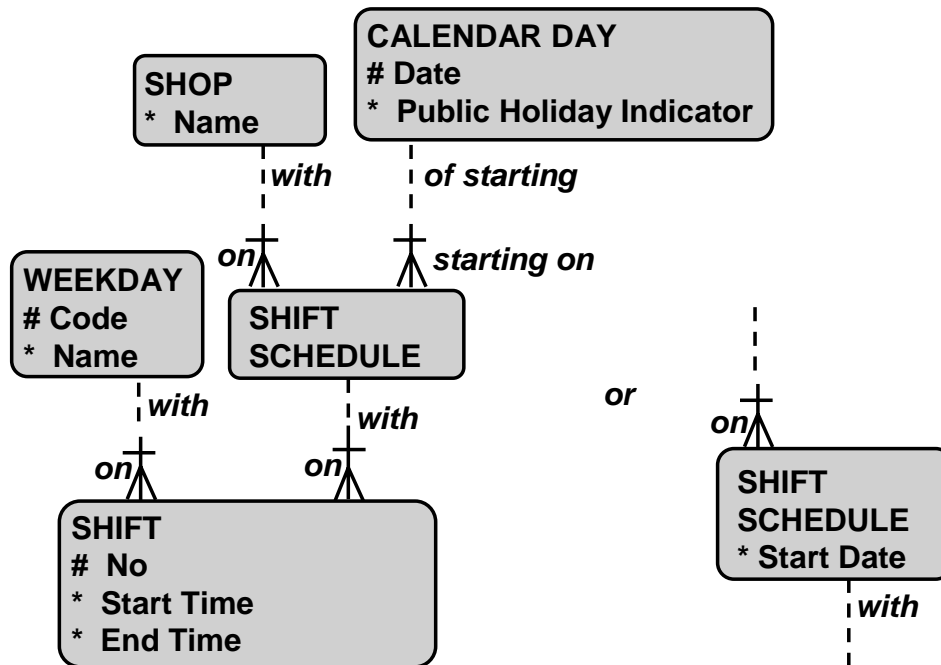 CALENDAR DAY
# Date
* Public Holiday Indicator
SHOP
* Name
with
of starting
on
starting on
WEEKDAY
# Code
* Name
SHIFT
SCHEDULE
with
with
or
on
on
on
SHIFT
# No
* Start Time
* End Time
SHIFT
SCHEDULE
* Start Date
with